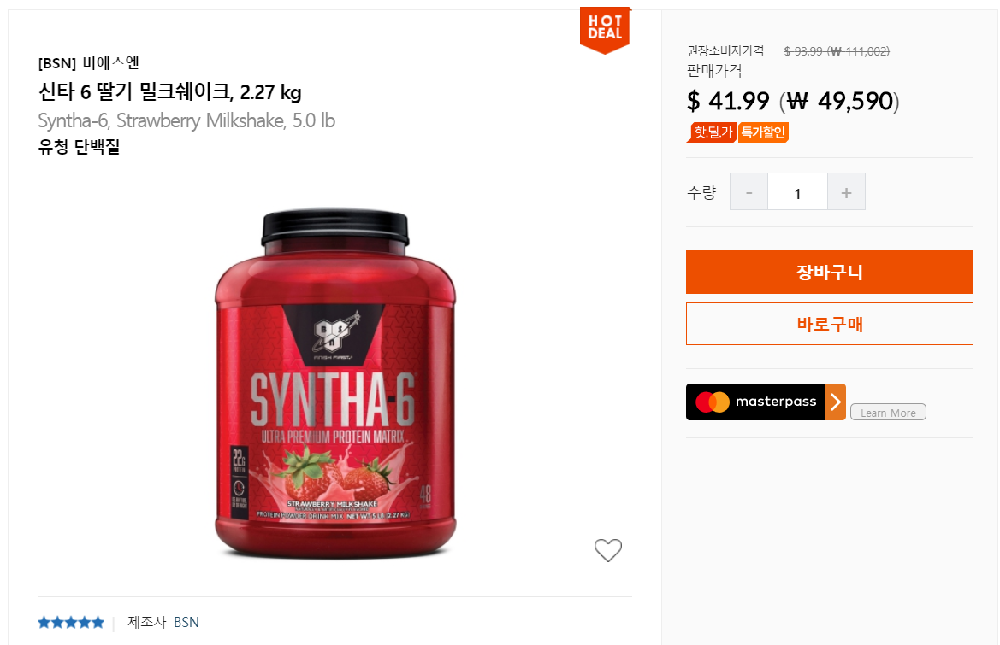 HOT
DEAL
[BSN] 비에스엔
신타 6 딸기 밀크쉐이크, 2.27 kg
Syntha-6, Strawberry Milkshake, 5.0 lb
유청 단백질
FINISH FIRST
SYNTHA-6
ULTRA PREMIUM PROTEIN MATRIX
22G
PROTEIN
STRAWBERRY MILKSHAKE
PROTEIN POWDER DRINK MIX NET WT 5 LB (2.27 KG)
48
제조사 BSN
권장소비자가격 $ 93.99 (₩ 111,002)
판매가격
$ 41.99 (₩ 49,590)
핫.딜.가 특가할인
수량 - 1 +
장바구니
바로구매
masterpass
Learn More